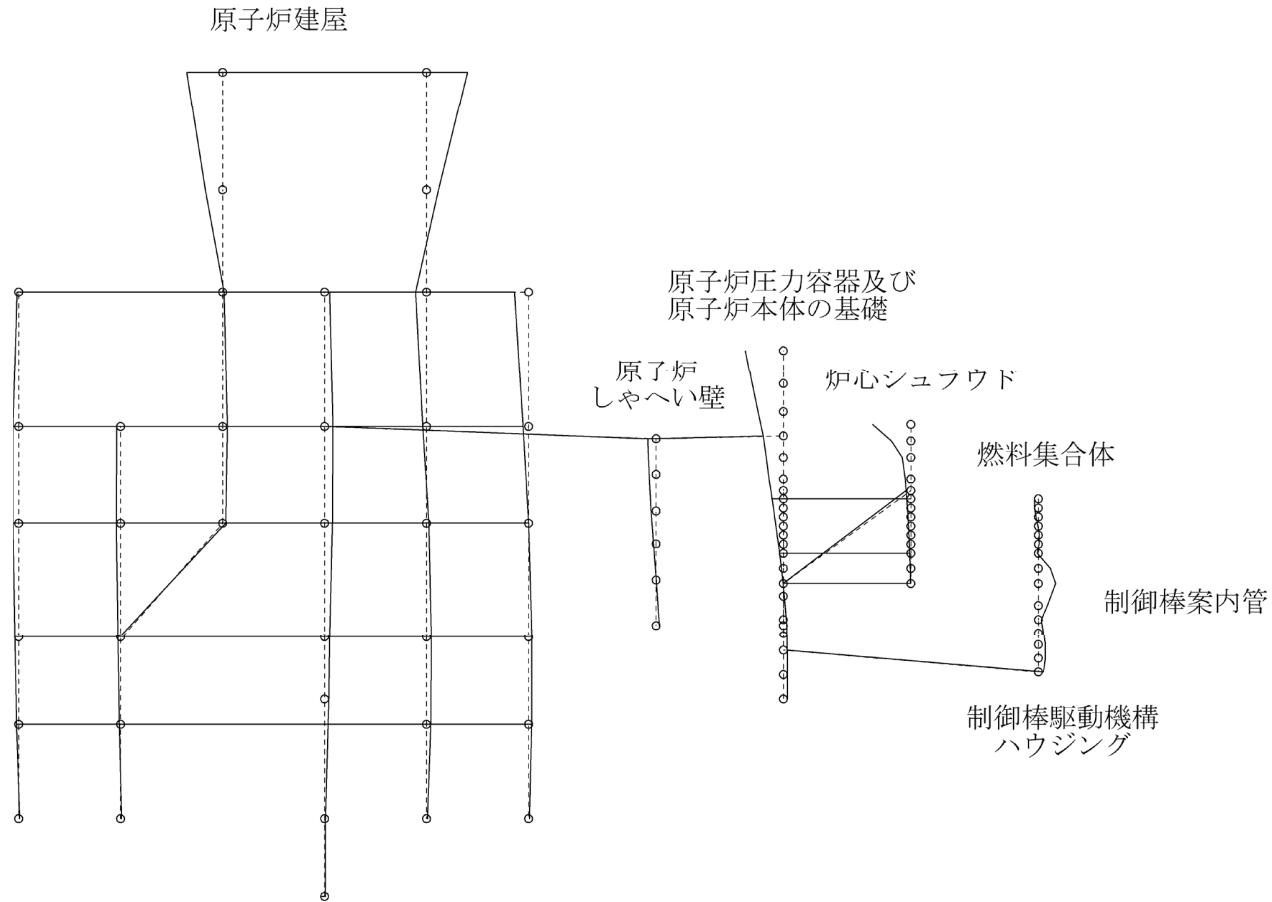 原子炉建屋
原子炉圧力容器及び
原子炉本体の基礎
原子炉
しゃへい壁
炉心シュラウド
燃料集合体
制御棒案内管
制御棒駆動機構
ハウジング